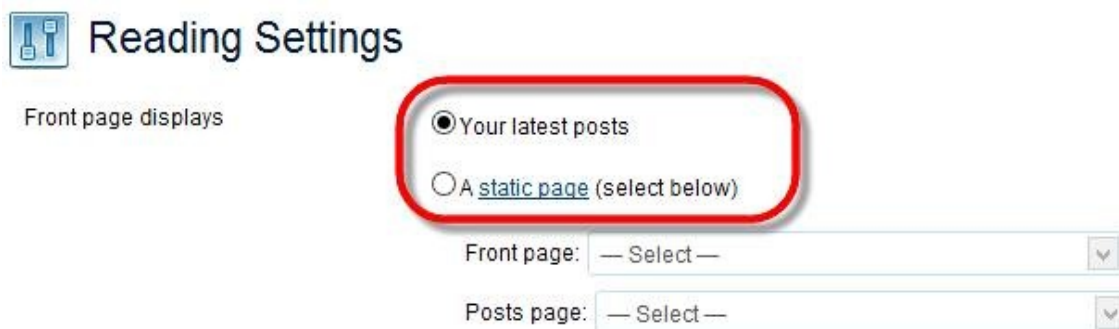 Reading Settings
Front page displays
Your latest posts
A static page (select below)
Front page: — Select —
Posts page: — Select —